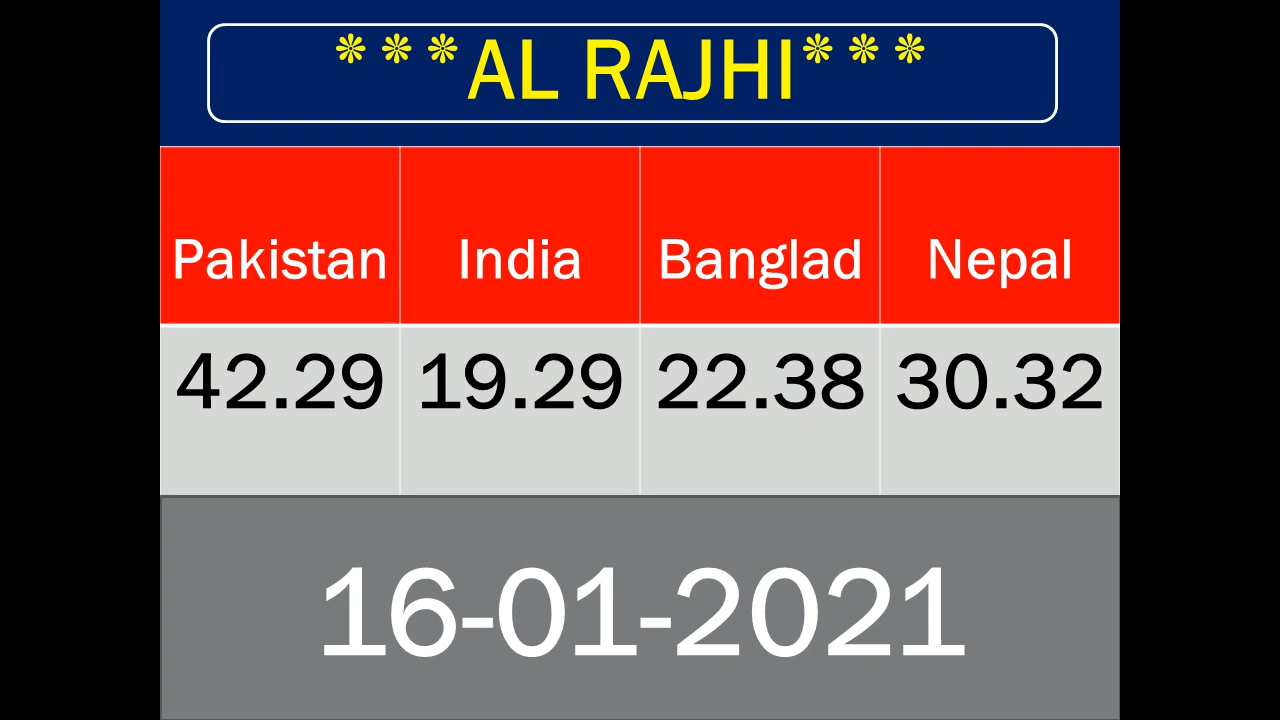 ***AL RAJHI***
Pakistan India Banglad Nepal
42.29 19.29 22.38 30.32
16-01-2021